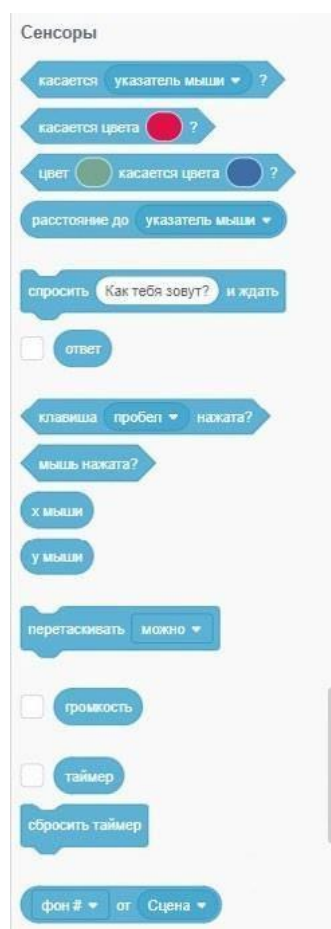 Сенсоры
касается указатель мыши ?
касается цвета ?
цвет касается цвета ?
расстояние до указатель мыши
спросить Как тебя зовут? и ждать
ответ
клавиша пробел нажата?
мышь нажата?
x мыши
y мыши
перетаскивать можно
громкость
таймер
сбросить таймер
фон # от Сцена